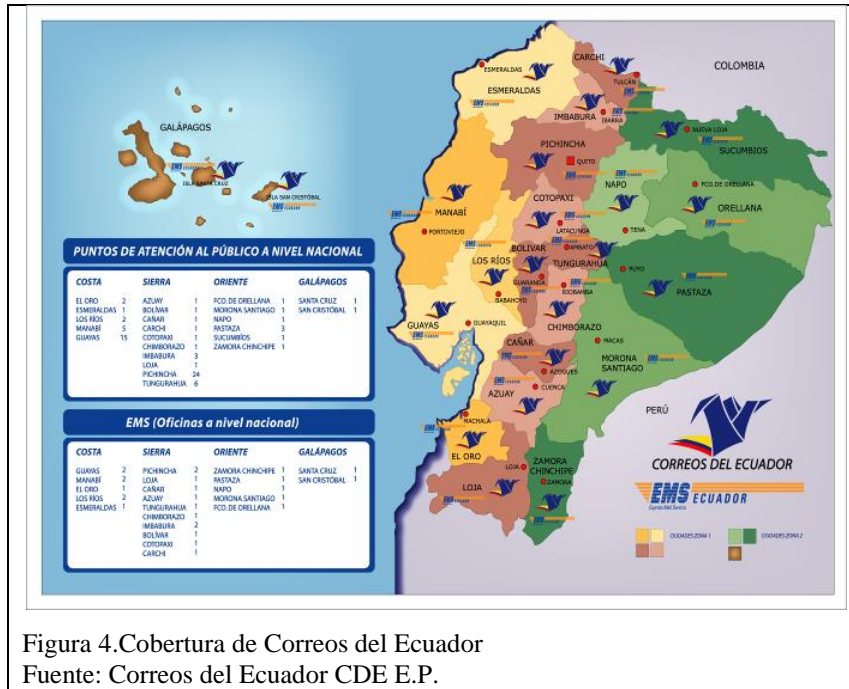 COLOMBIA
CARCHI
TULCÁN
ESMERALDAS
ESMERALDAS
IMBABURA
IBARRA
NUEVA LOJA
SUCUMBIOS
PICHINCHA
QUITO
GALÁPAGOS
ISLA SANTA CRUZ
ISLA SAN CRISTÓBAL
NAPO
FCO. DE ORELLANA
ORELLANA
COTOPAXI
MANABÍ
PORTOVIEJO
LATACUNGA
TENA
AMBATO
BOLIVAR
TUNGURAHUA
LOS RÍOS
GUARANDA
RIOBAMBA
PUYO
PASTAZA
BABAHOYO
GUAYAS
GUAYAQUIL
CHIMBORAZO
MACAS
CAÑAR
MORONA
SANTIAGO
AZOGUES
CUENCA
AZUAY
PERÚ
MACHALA
EL ORO
ZAMORA
CHINCHIPE
LOJA
LOJA
ZAMORA
PUNTOS DE ATENCIÓN AL PÚBLICO A NIVEL NACIONAL
COSTA SIERRA ORIENTE GALÁPAGOS
EL ORO 2 AZUAY 1 FCO. DE ORELLANA 1 SANTA CRUZ 1
ESMERALDAS 1 BOLÍVAR 1 MORONA SANTIAGO 1 SAN CRISTÓBAL 1
LOS RÍOS 2 CAÑAR 1 NAPO 1
MANABÍ 5 CARCHI 1 PASTAZA 3
GUAYAS 15 COTOPAXI 1 SUCUMBÍOS 1
CHIMBORAZO 1 ZAMORA CHINCHIPE 1
IMBABURA 3
LOJA 1
PICHINCHA 24
TUNGURAHUA 6
EMS (Oficinas a nivel nacional)
COSTA SIERRA ORIENTE GALÁPAGOS
GUAYAS 2 PICHINCHA 2 ZAMORA CHINCHIPE 1 SANTA CRUZ 1
MANABÍ 2 LOJA 1 PASTAZA 1 SAN CRISTÓBAL 1
EL ORO 1 CAÑAR 1 NAPO 1
LOS RÍOS 2 AZUAY 1 MORONA SANTIAGO 1
ESMERALDAS 1 TUNGURAHUA 1 FCO. DE ORELLANA 1
CHIMBORAZO 1
IMBABURA 2
BOLÍVAR 1
COTOPAXI 1
CARCHI 1
CORREOS DEL ECUADOR
EMS ECUADOR
CIUDADES ZONA 1 CIUDADES ZONA 2
Figura 4.Cobertura de Correos del Ecuador
Fuente: Correos del Ecuador CDE E.P.